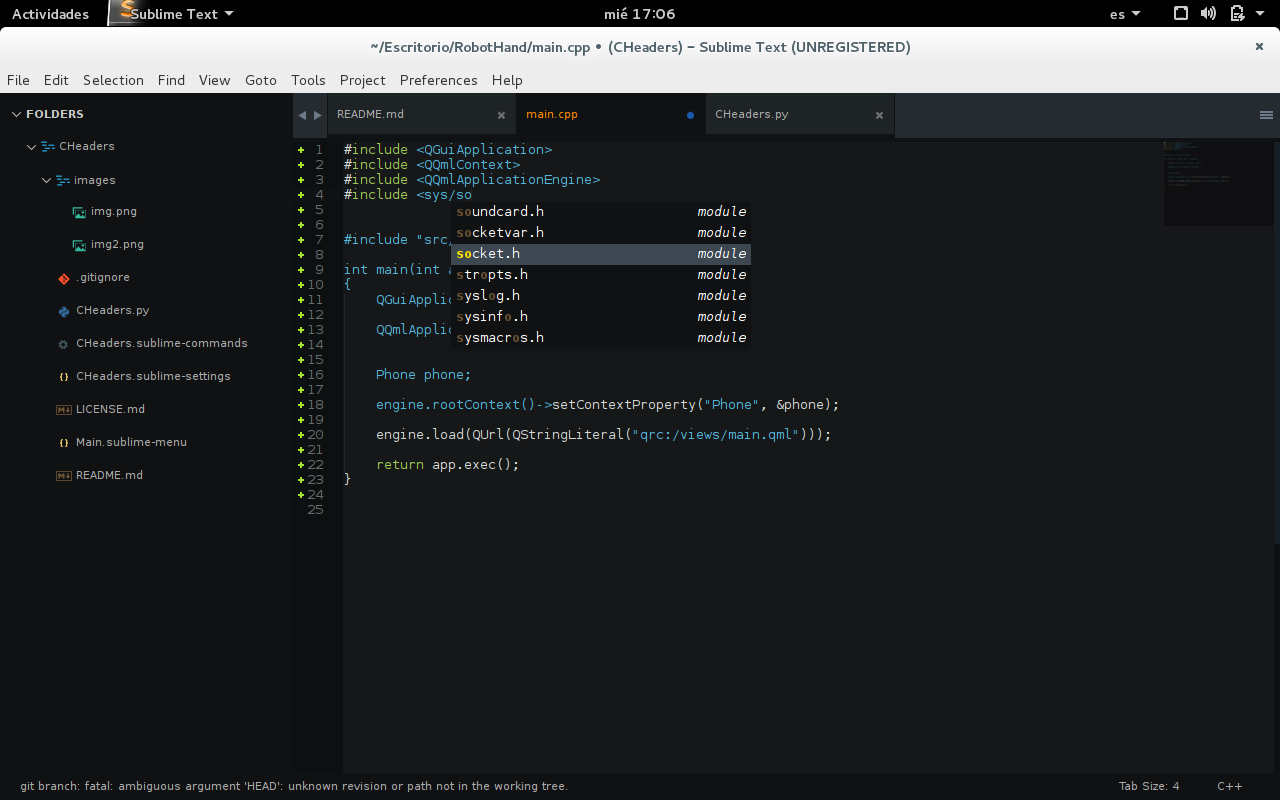 Actividades Sublime Text mié 17:06 es
~/Escritorio/RobotHand/main.cpp • (CHeaders) – Sublime Text (UNREGISTERED) ×
File Edit Selection Find View Goto Tools Project Preferences Help
FOLDERS
CHeaders
images
img.png
img2.png
.gitignore
CHeaders.py
CHeaders.sublime-commands
{} CHeaders.sublime-settings
LICENSE.md
{} Main.sublime-menu
README.md
README.md × main.cpp CHeaders.py ×
1 #include <QGuiApplication>
2 #include <QQmlContext>
3 #include <QQmlApplicationEngine>
4 #include <sys/so
5
6
7 #include "src/
8
9 int main(int a
10 {
11 QGuiApplic
12
13 QQmlApplic
14
15
16 Phone phone;
17
18 engine.rootContext()->setContextProperty("Phone", &phone);
19
20 engine.load(QUrl(QStringLiteral("qrc:/views/main.qml")));
21
22 return app.exec();
23 }
24
25
soundcard.h module
socketvar.h module
socket.h module
stropts.h module
syslog.h module
sysinfo.h module
sysmacros.h module
git branch: fatal: ambiguous argument 'HEAD': unknown revision or path not in the working tree. Tab Size: 4 C++